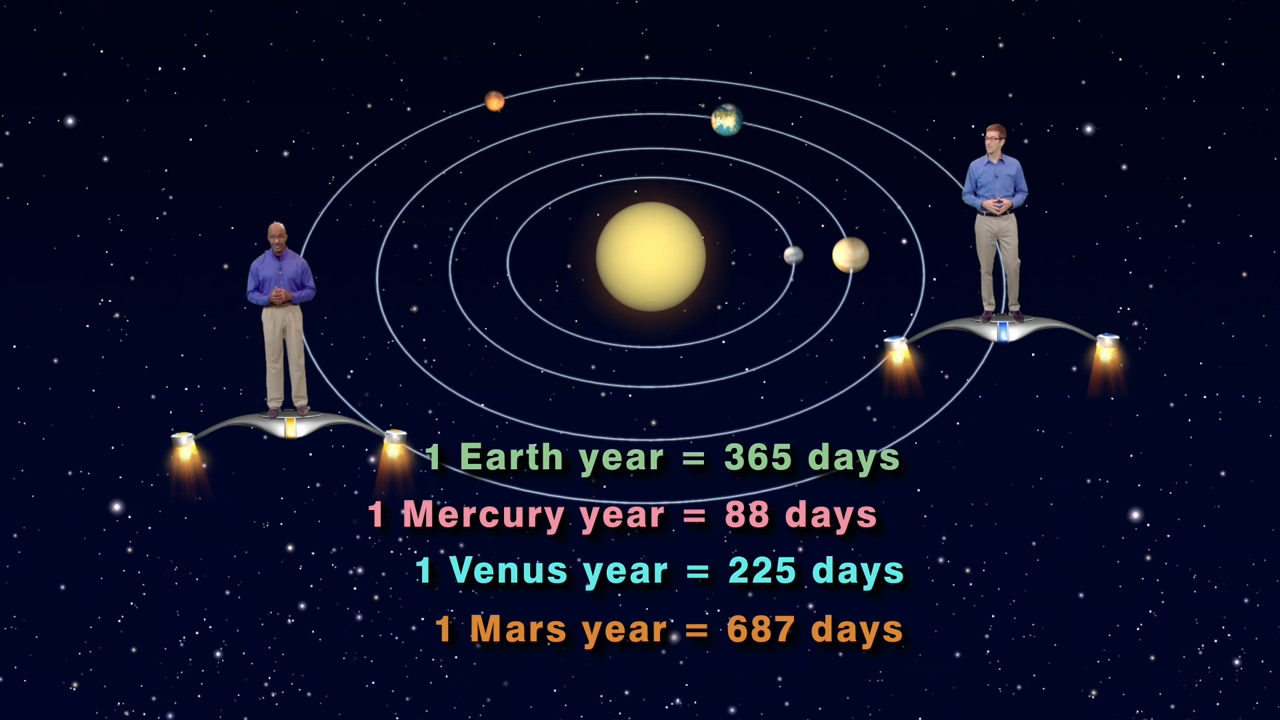 1 Earth year = 365 days
1 Mercury year = 88 days
1 Venus year = 225 days
1 Mars year = 687 days